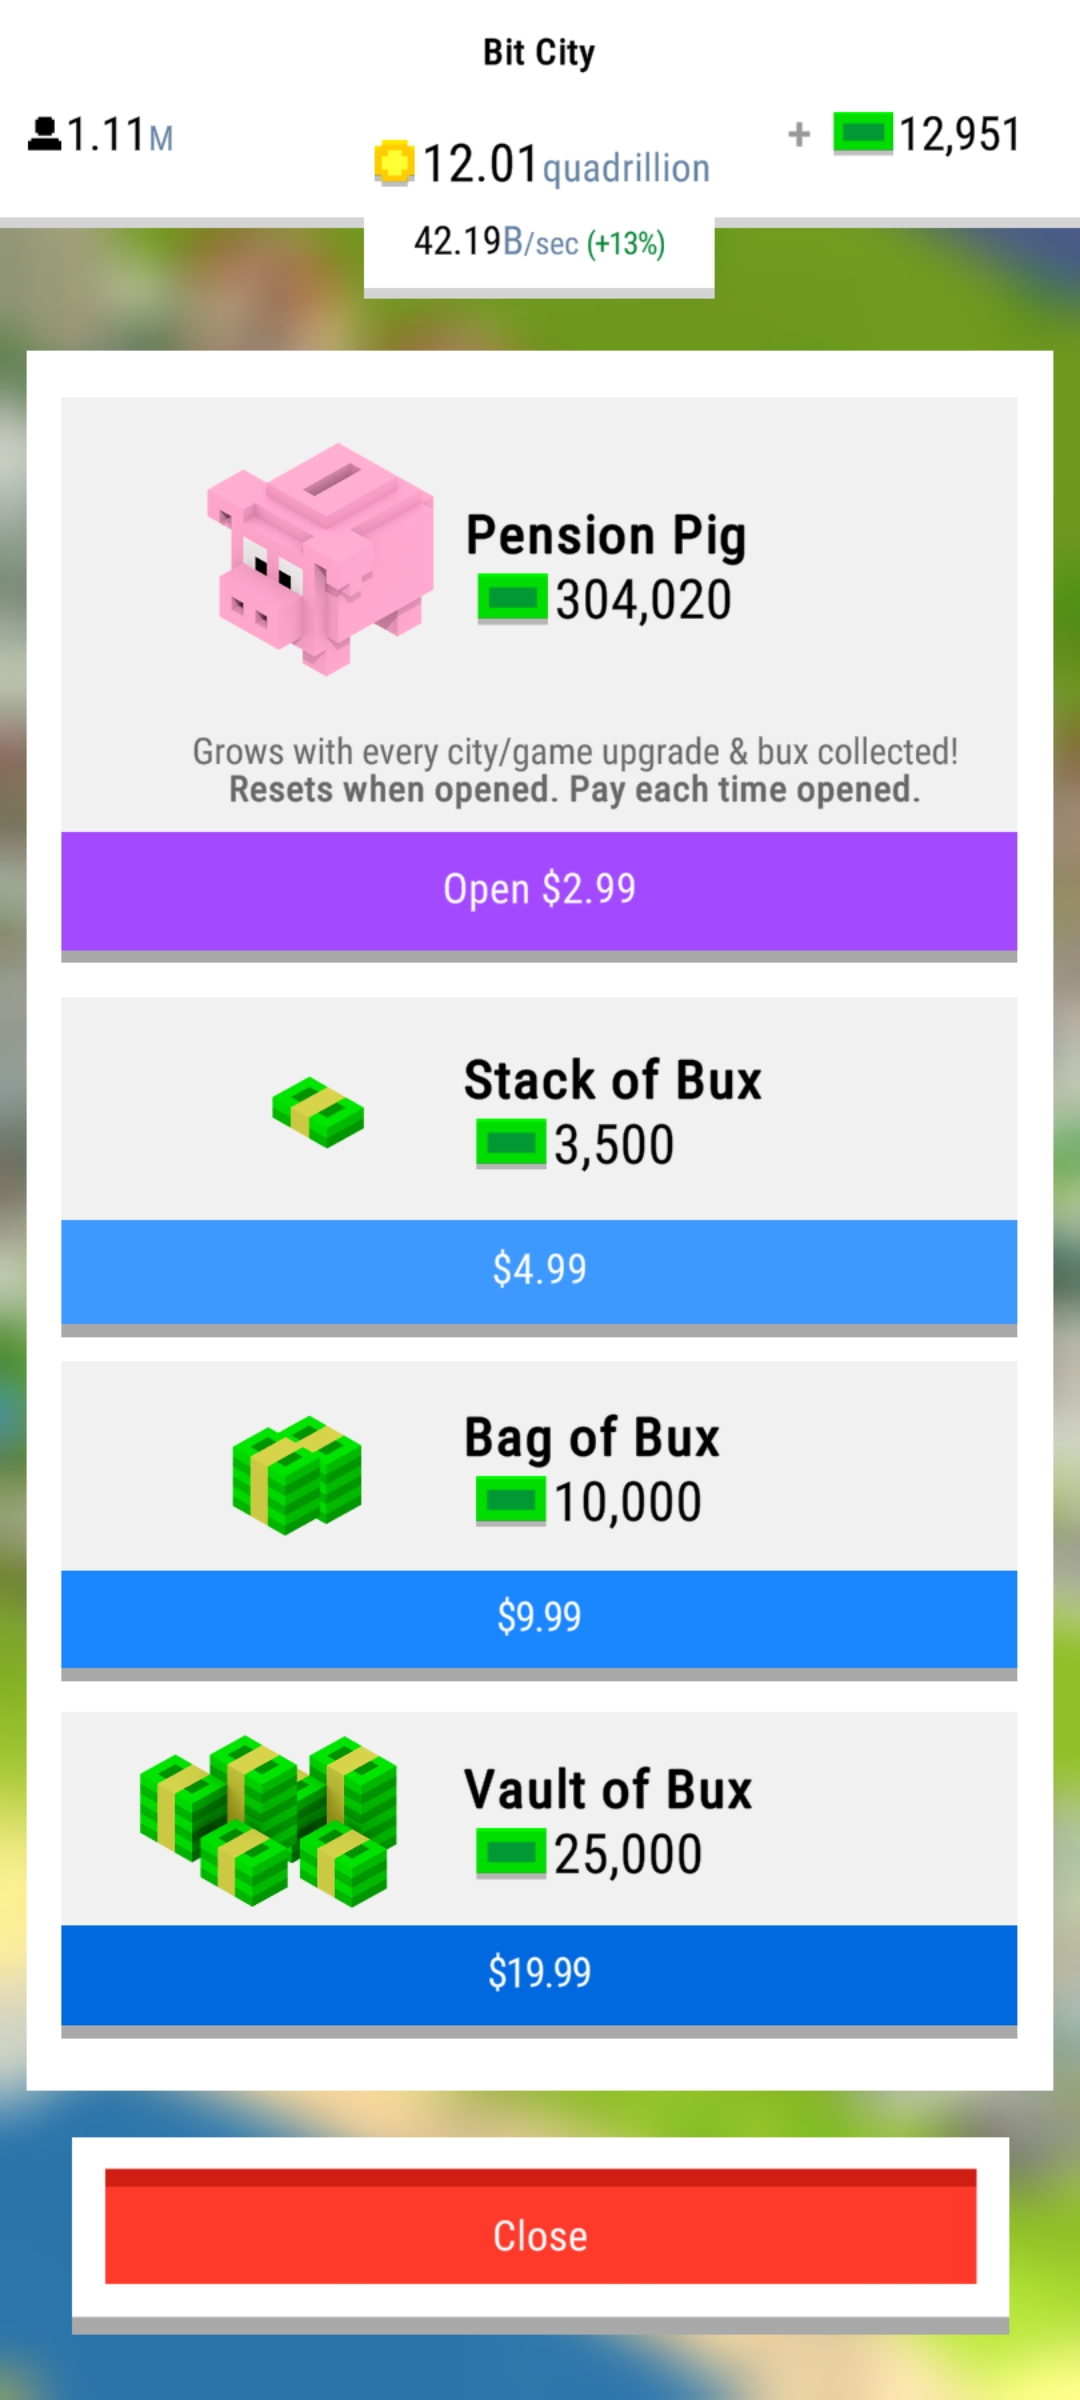 Bit City
1.11M
12.01quadrillion
+ 12,951
42.19B/sec (+13%)
Pension Pig
304,020
Grows with every city/game upgrade & bux collected!
Resets when opened. Pay each time opened.
Open $2.99
Stack of Bux
3,500
$4.99
Bag of Bux
10,000
$9.99
Vault of Bux
25,000
$19.99
Close